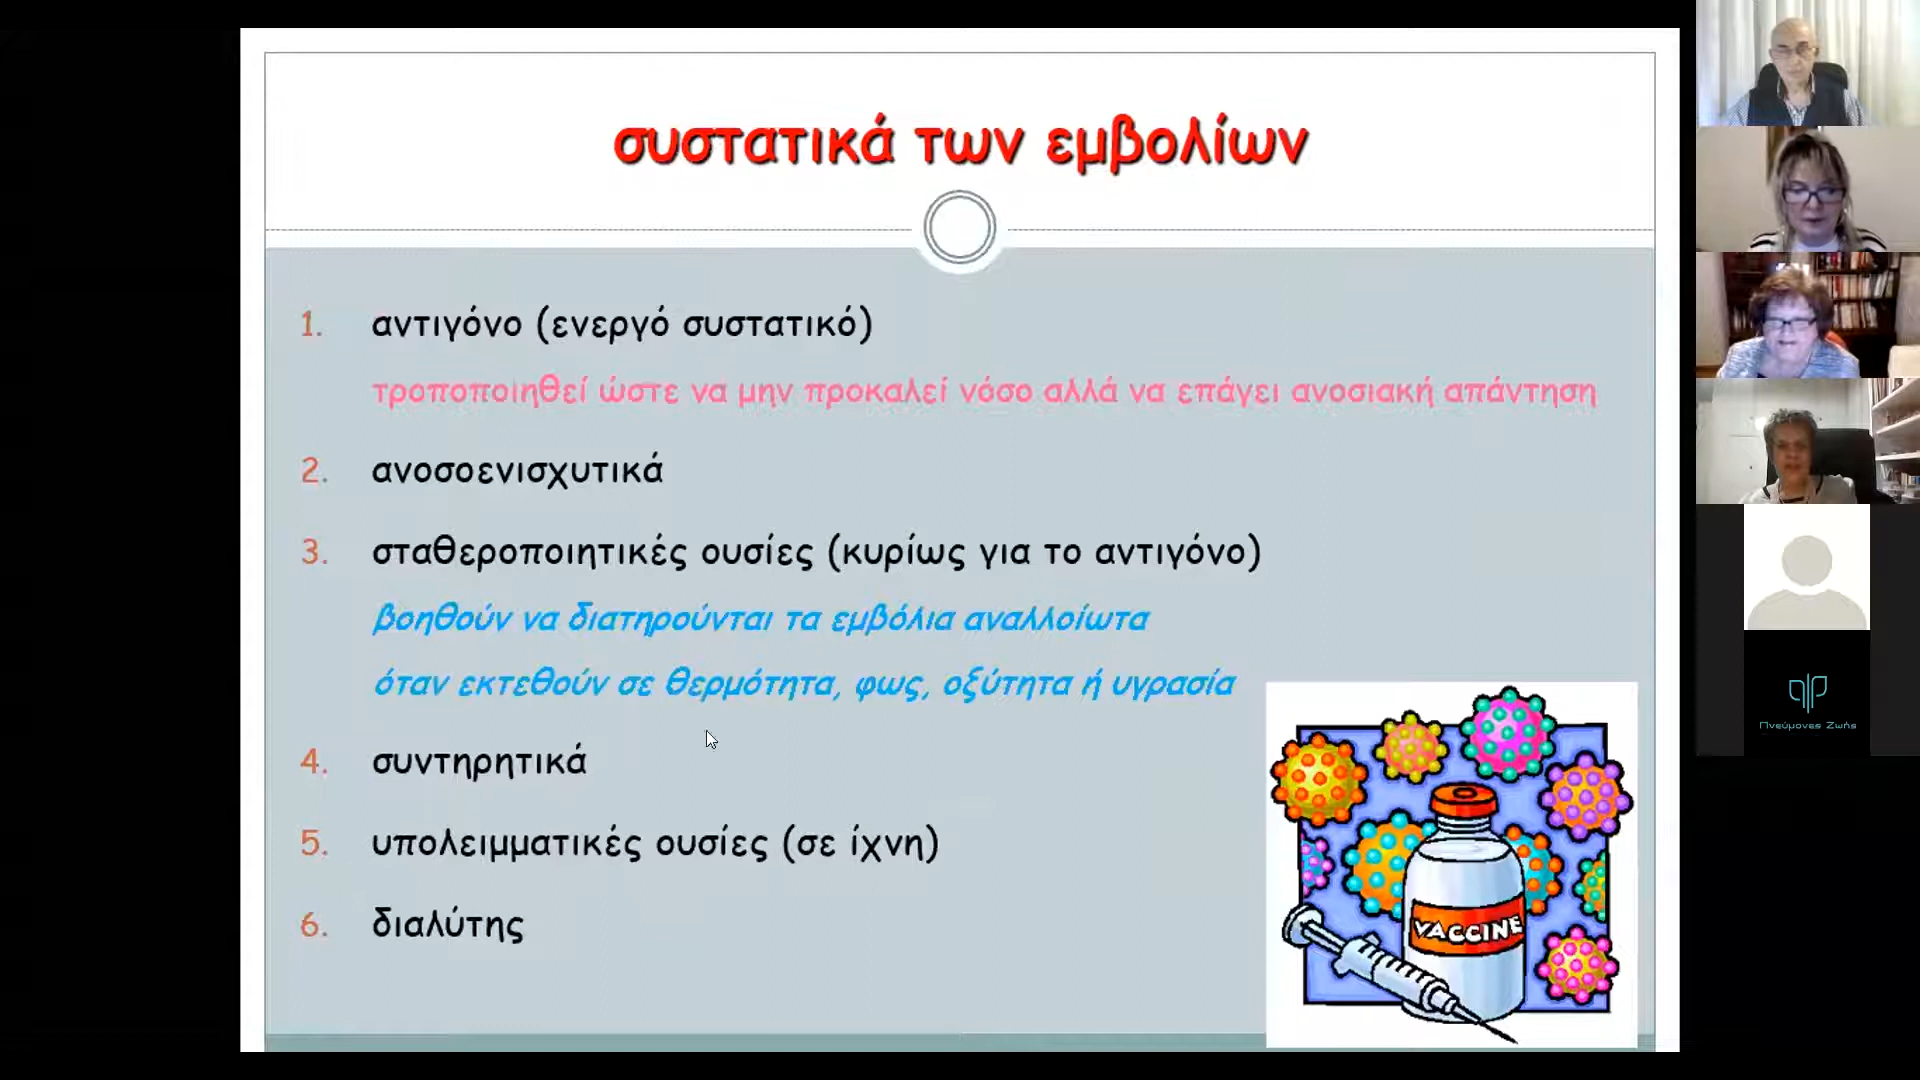 συστατικά των εμβολίων
1. αντιγόνο (ενεργό συστατικό)
τροποποιηθεί ώστε να μην προκαλεί νόσο αλλά να επάγει ανοσιακή απάντηση
2. ανοσοενισχυτικά
3. σταθεροποιητικές ουσίες (κυρίως για το αντιγόνο)
βοηθούν να διατηρούνται τα εμβόλια αναλλοίωτα
όταν εκτεθούν σε θερμότητα, φως, οξύτητα ή υγρασία
4. συντηρητικά
5. υπολειμματικές ουσίες (σε ίχνη)
6. διαλύτης
VACCINE
Πνεύμονες Ζωής